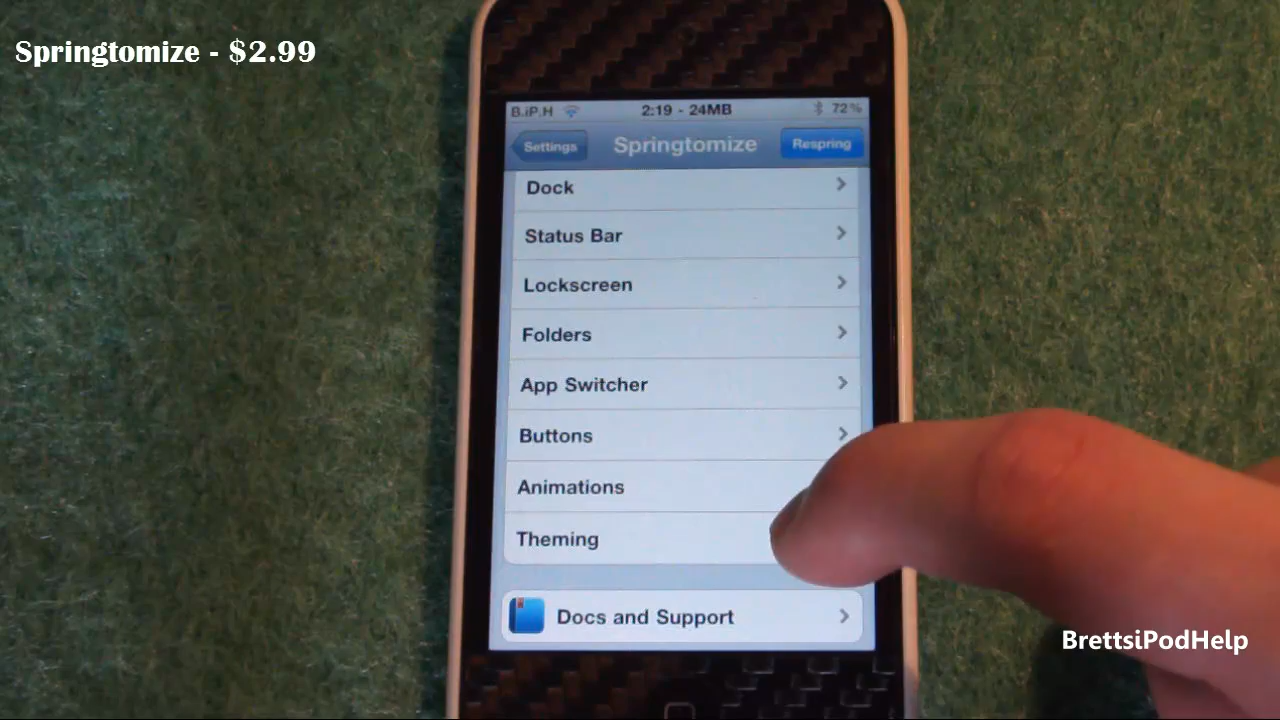 Springtomize - $2.99
B.iP.H 2:19 - 24MB 72%
Settings Springtomize Respring
Dock
Status Bar
Lockscreen
Folders
App Switcher
Buttons
Animations
Theming
Docs and Support
BrettsiPodHelp